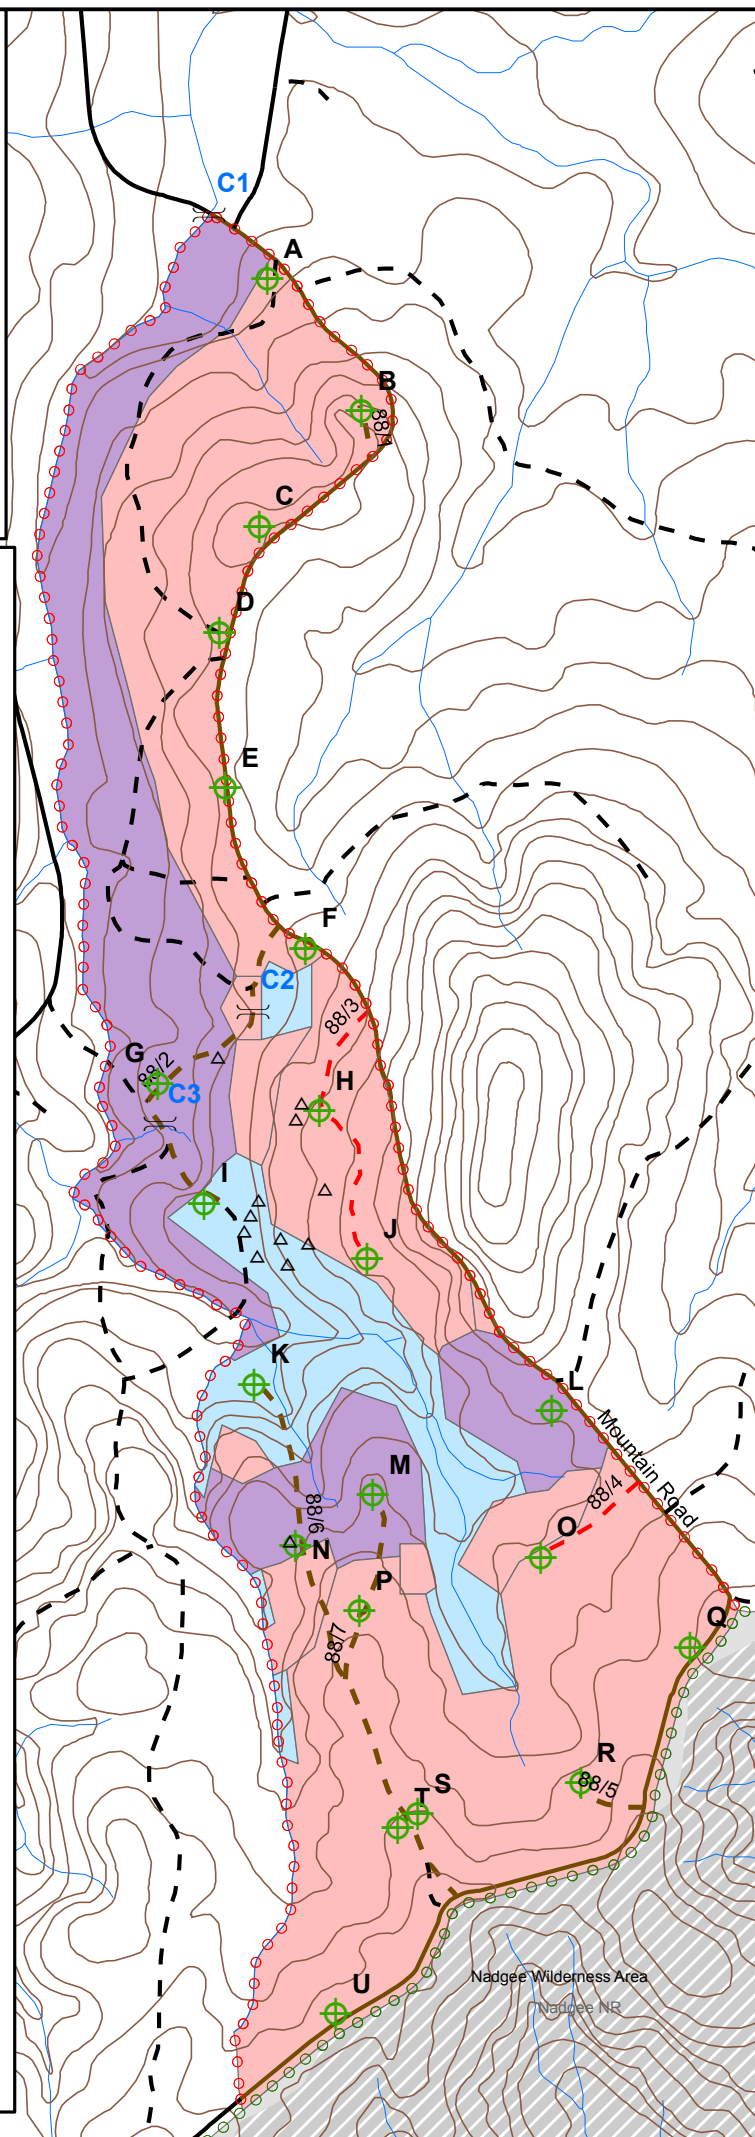 C1
A
B
88/1
C
D
E
F
C2
88/3
G
88/2
C3
H
I
J
K
L
Mountain Road
M
88/4
88/6
N
O
P
88/7
Q
R
88/5
S
T
U
Nadgee Wilderness Area
Nadgee NR